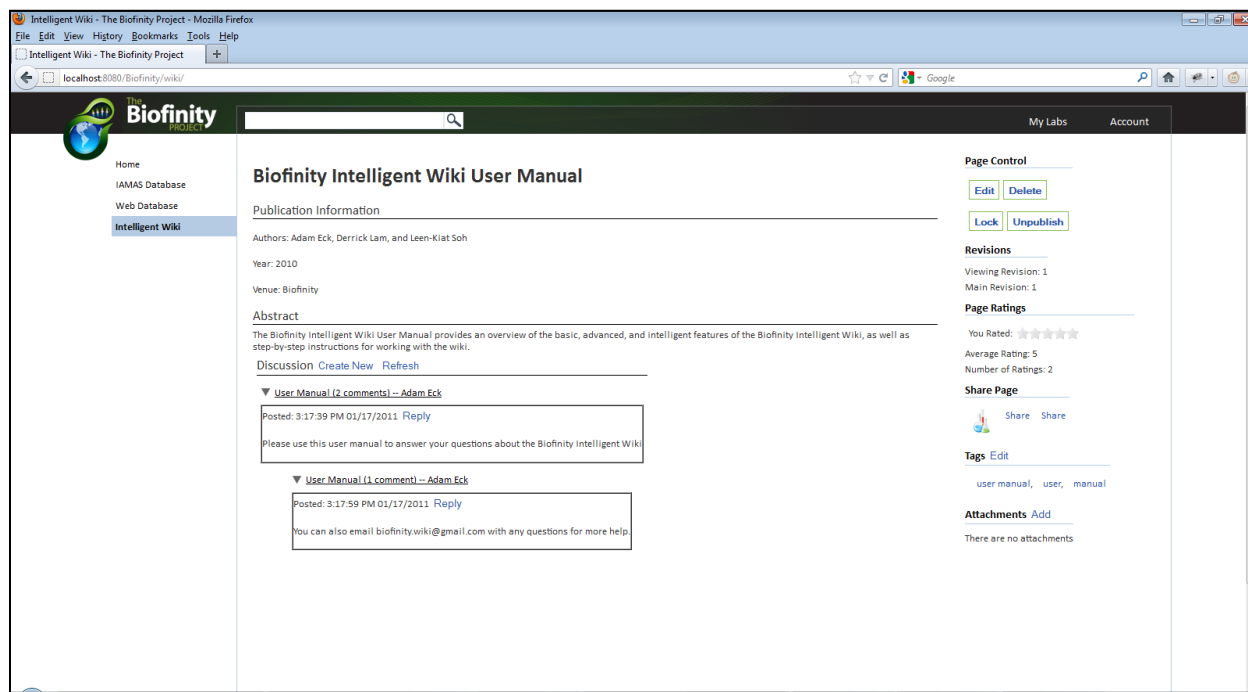 Intelligent Wiki - The Biofinity Project - Mozilla Firefox
File Edit View History Bookmarks Tools Help
Intelligent Wiki - The Biofinity Project
localhost:8080/Biofinity/wiki/
Google
The
Biofinity
PROJECT
My Labs Account
Home
IAMAS Database
Web Database
Intelligent Wiki
Biofinity Intelligent Wiki User Manual
Publication Information
Authors: Adam Eck, Derrick Lam, and Leen-Kiat Soh
Year: 2010
Venue: Biofinity
Abstract
The Biofinity Intelligent Wiki User Manual provides an overview of the basic, advanced, and intelligent features of the Biofinity Intelligent Wiki, as well as
step-by-step instructions for working with the wiki.
Discussion Create New Refresh
User Manual (2 comments) -- Adam Eck
Posted: 3:17:39 PM 01/17/2011 Reply
Please use this user manual to answer your questions about the Biofinity Intelligent Wiki
User Manual (1 comment) -- Adam Eck
Posted: 3:17:59 PM 01/17/2011 Reply
You can also email biofinity.wiki@gmail.com with any questions for more help.
Page Control
Edit Delete
Lock Unpublish
Revisions
Viewing Revision: 1
Main Revision: 1
Page Ratings
You Rated:
Average Rating: 5
Number of Ratings: 2
Share Page
Share Share
Tags Edit
user manual, user, manual
Attachments Add
There are no attachments